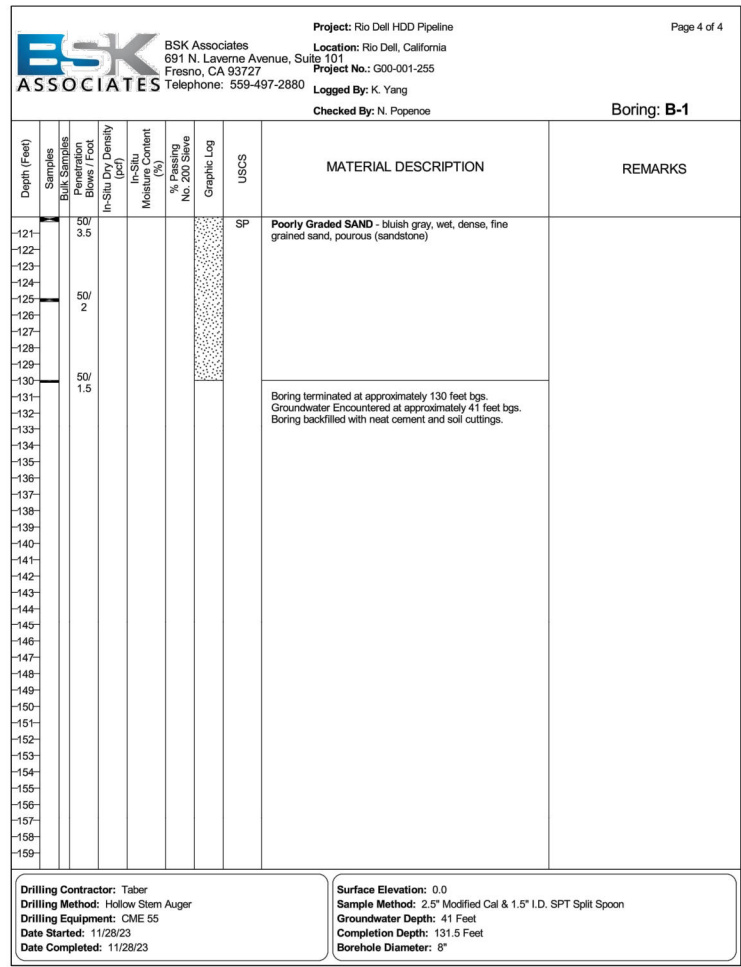 Project: Rio Dell HDD Pipeline
Page 4 of 4
BSK
ASSOCIATES
BSK Associates
691 N. Laverne Avenue, Suite 101
Fresno, CA 93727
Telephone: 559-497-2880
Location: Rio Dell, California
Project No.: G00-001-255
Logged By: K. Yang
Checked By: N. Popenoe
Boring: B-1
Depth (Feet)
Samples
Bulk Samples
Penetration
Blows / Foot
In-Situ Dry Density
(pcf)
In-Situ
Moisture Content
(%)
% Passing
No. 200 Sieve
Graphic Log
USCS
MATERIAL DESCRIPTION
REMARKS
50/
3.5
SP
Poorly Graded SAND - bluish gray, wet, dense, fine
grained sand, pourous (sandstone)
121
122
123
124
125
50/
2
126
127
128
129
130
50/
1.5
131
Boring terminated at approximately 130 feet bgs.
Groundwater Encountered at approximately 41 feet bgs.
Boring backfilled with neat cement and soil cuttings.
132
133
134
135
136
137
138
139
140
141
142
143
144
145
146
147
148
149
150
151
152
153
154
155
156
157
158
159
Drilling Contractor: Taber
Drilling Method: Hollow Stem Auger
Drilling Equipment: CME 55
Date Started: 11/28/23
Date Completed: 11/28/23
Surface Elevation: 0.0
Sample Method: 2.5" Modified Cal & 1.5" I.D. SPT Split Spoon
Groundwater Depth: 41 Feet
Completion Depth: 131.5 Feet
Borehole Diameter: 8"